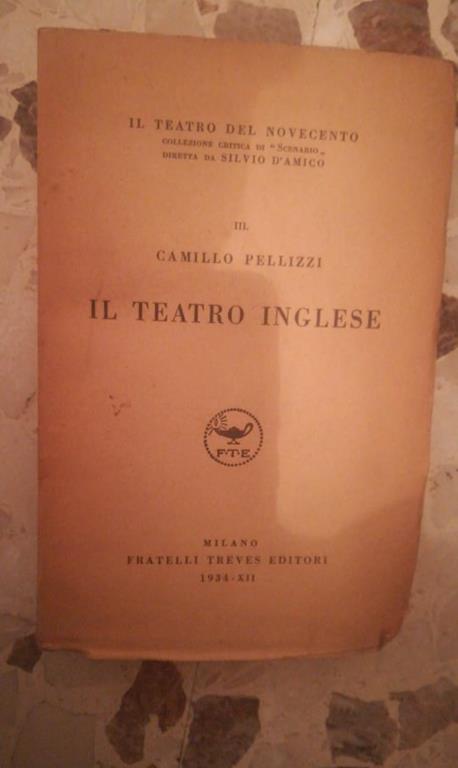 IL TEATRO DEL NOVECENTO
COLLEZIONE CRITICA DI "SCENARIO„
DIRETTA DA SILVIO D'AMICO
III.
CAMILLO PELLIZZI
IL TEATRO INGLESE
F·T·E
MILANO
FRATELLI TREVES EDITORI
1934-XII